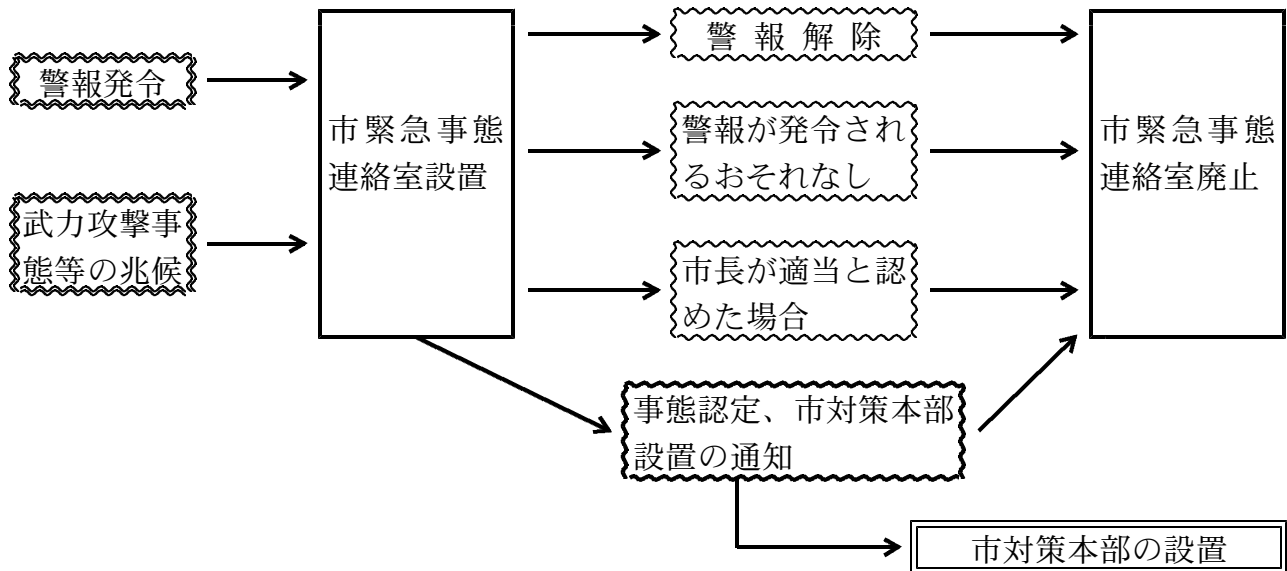 警報発令
武力攻撃事
態等の兆候
市緊急事態
連絡室設置
警報解除
警報が発令され
るおそれなし
市長が適当と認
めた場合
事態認定、市対策本部
設置の通知
市緊急事態
連絡室廃止
市対策本部の設置